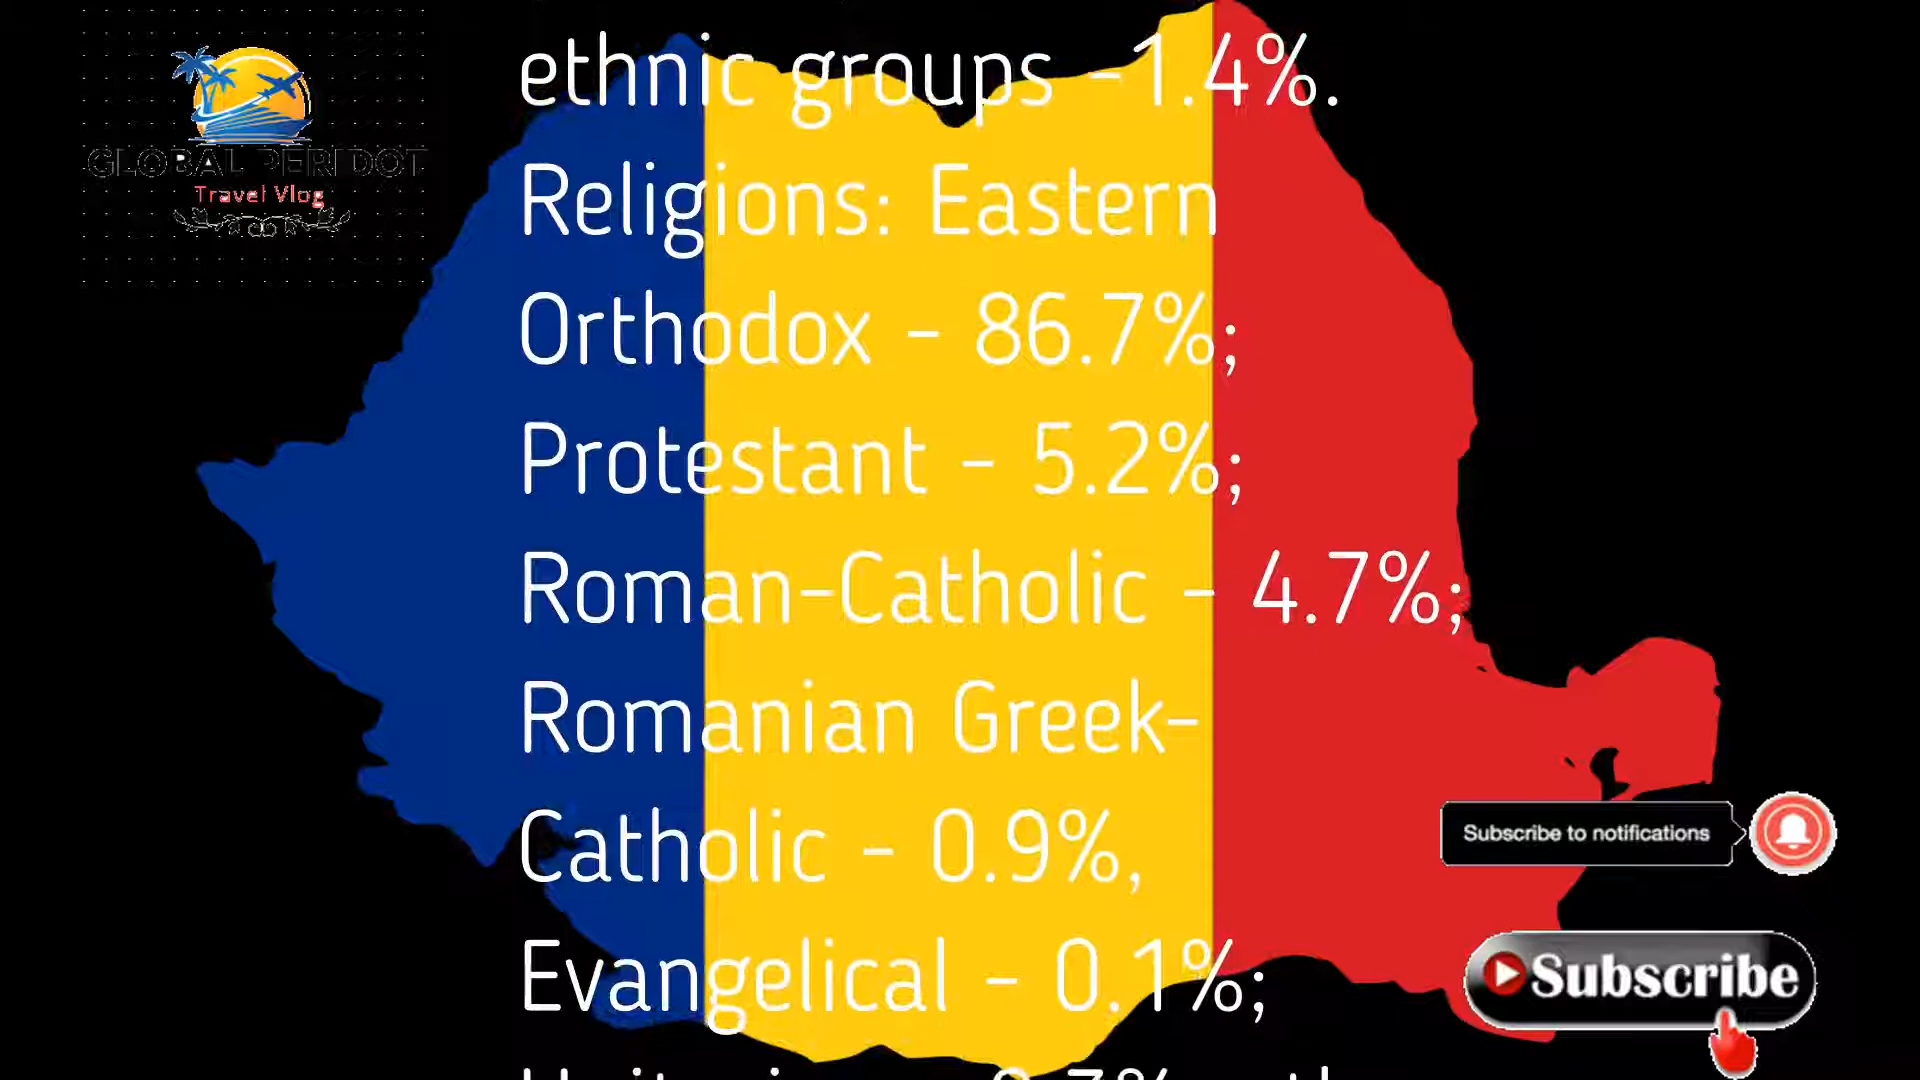 GLOBAL PERIDOT
Travel Vlog
ethnic groups -1.4%.
Religions: Eastern
Orthodox - 86.7%;
Protestant - 5.2%;
Roman-Catholic - 4.7%;
Romanian Greek-
Catholic - 0.9%,
Evangelical - 0.1%;
Subscribe to notifications
Subscribe